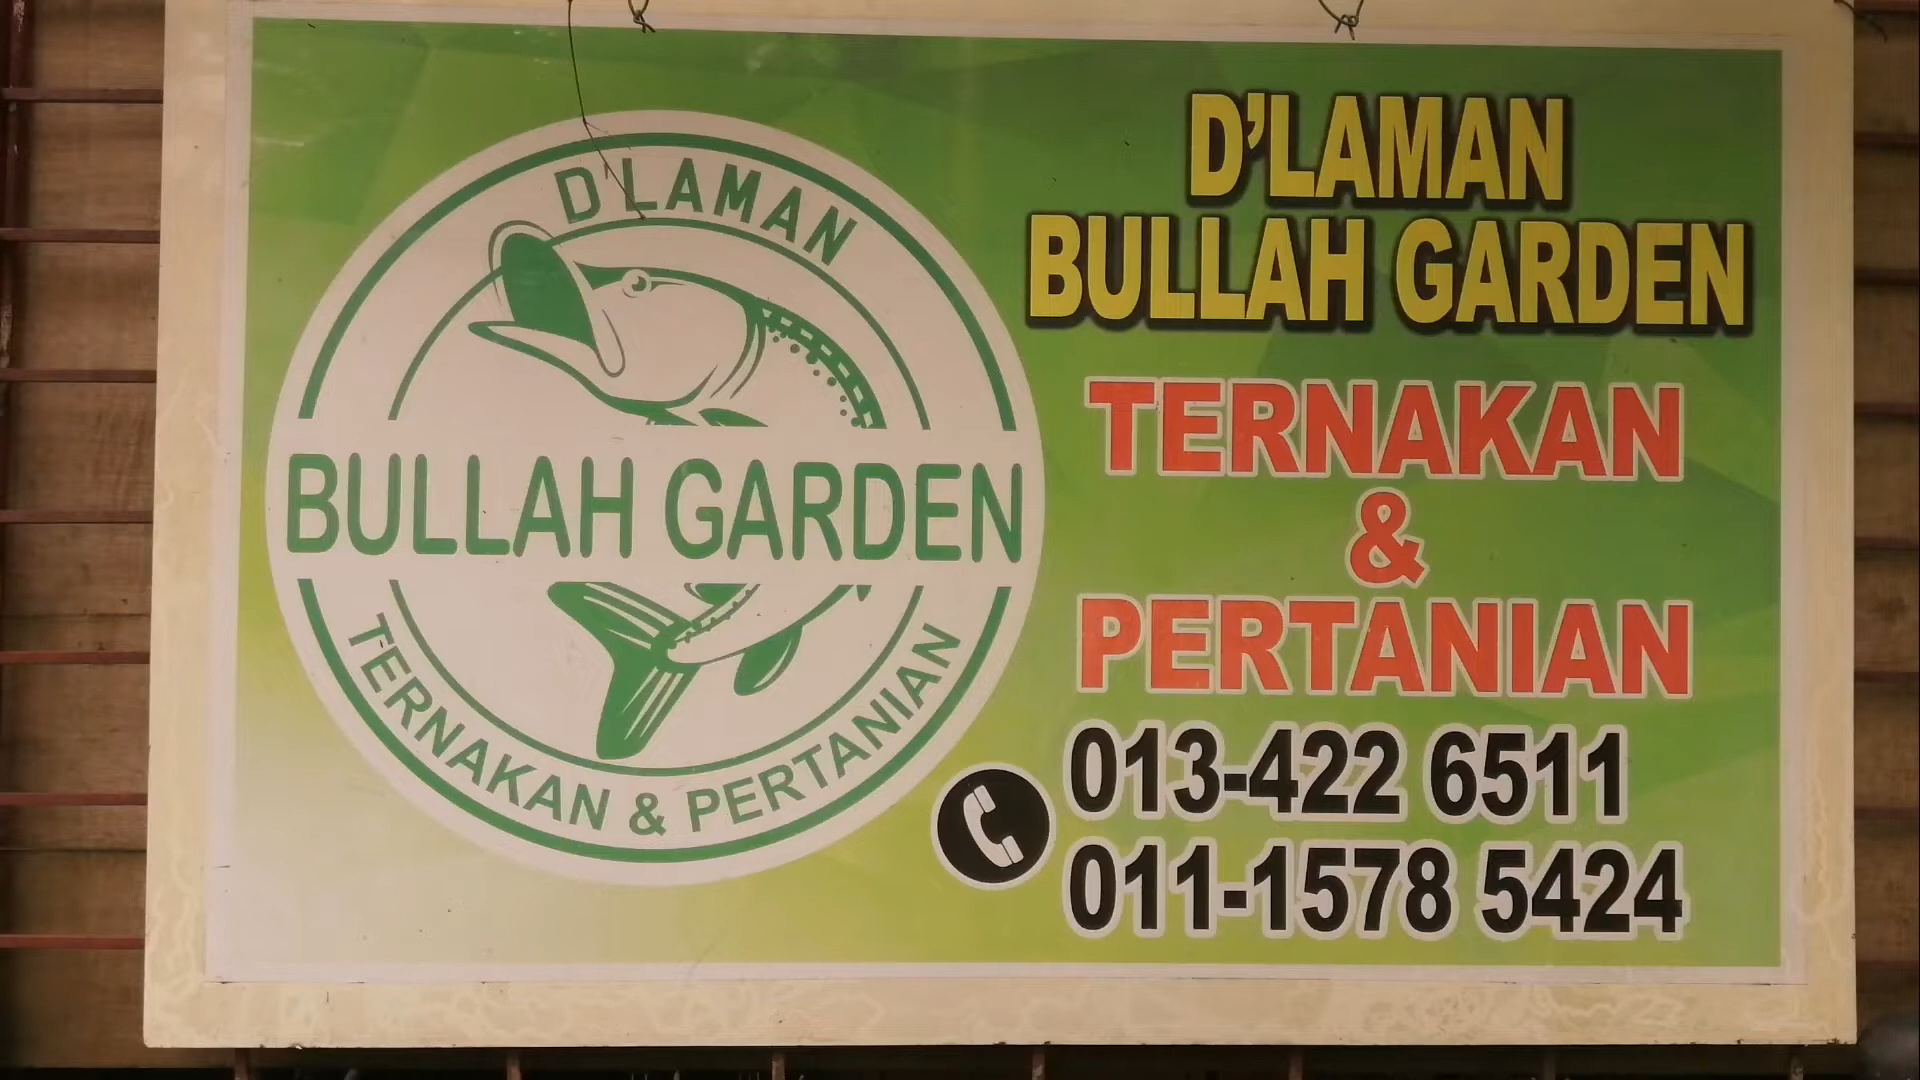 D'LAMAN
BULLAH GARDEN
TERNAKAN & PERTANIAN
D'LAMAN
BULLAH GARDEN
TERNAKAN
&
PERTANIAN
013-422 6511
011-1578 5424